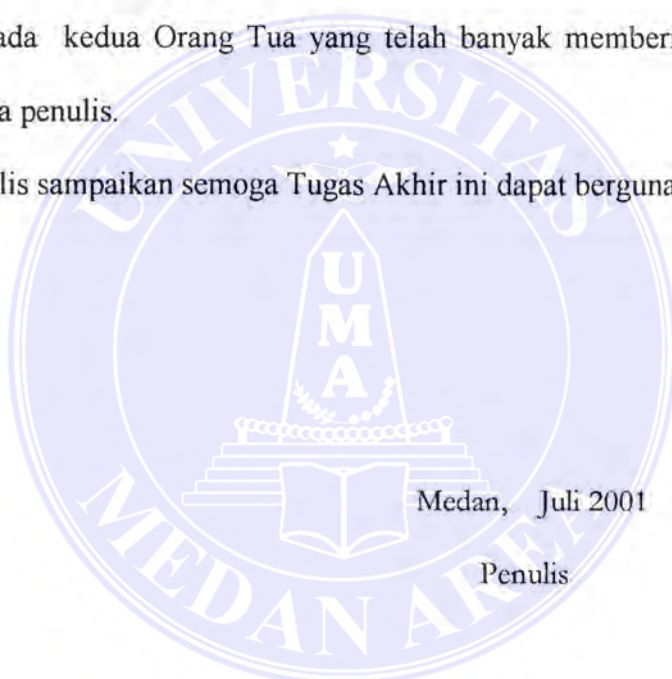 ada kedua Orang Tua yang telah banyak member
a penulis.
lis sampaikan semoga Tugas Akhir ini dapat berguna
UNIVERSITAS
UMA
Medan, Juli 2001
Penulis
MEDAN AREA